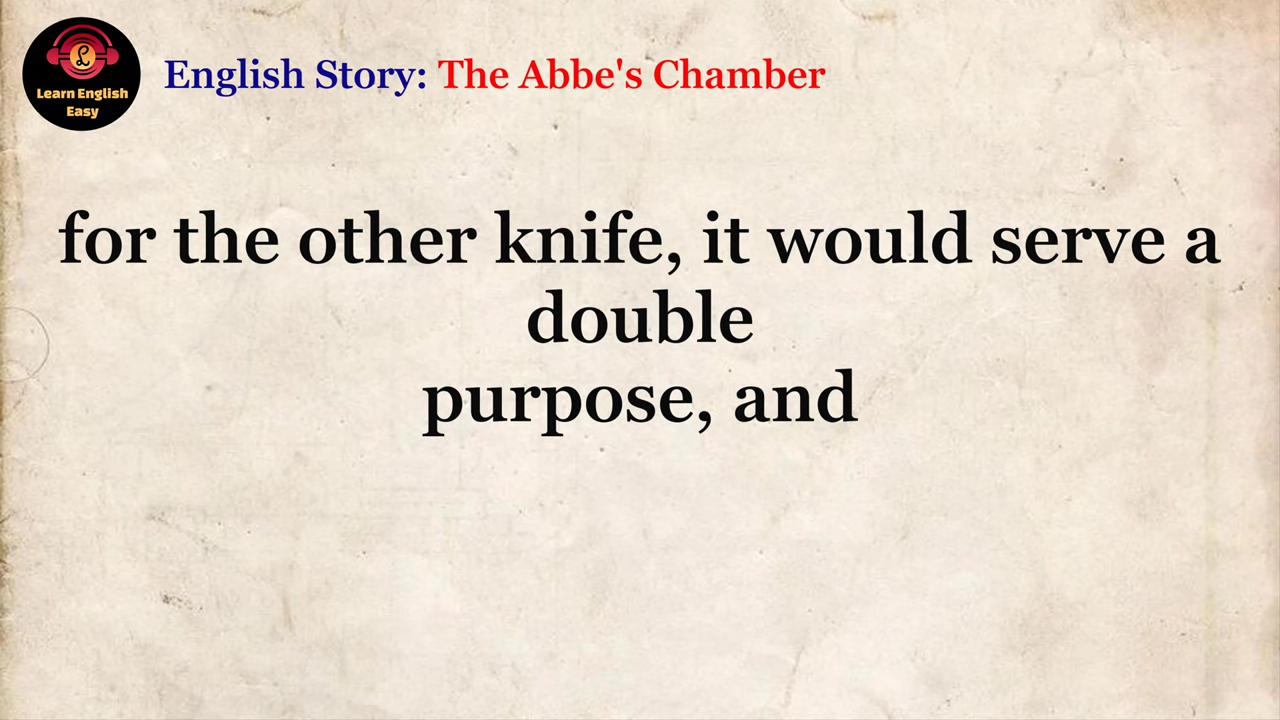 Learn English
Easy
English Story: The Abbe's Chamber
for the other knife, it would serve a
double
purpose, and